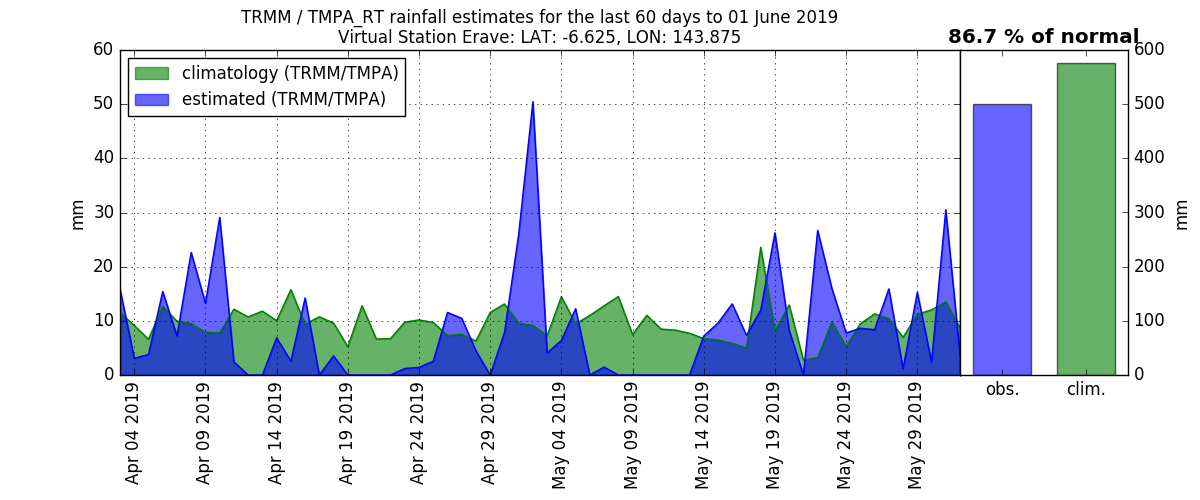 TRMM / TMPA_RT rainfall estimates for the last 60 days to 01 June 2019
Virtual Station Erave: LAT: -6.625, LON: 143.875
86.7 % of normal
climatology (TRMM/TMPA)
estimated (TRMM/TMPA)
mm
60
50
40
30
20
10
0
Apr 04 2019
Apr 09 2019
Apr 14 2019
Apr 19 2019
Apr 24 2019
Apr 29 2019
May 04 2019
May 09 2019
May 14 2019
May 19 2019
May 24 2019
May 29 2019
obs.
clim.
600
500
400
300
200
100
0
mm